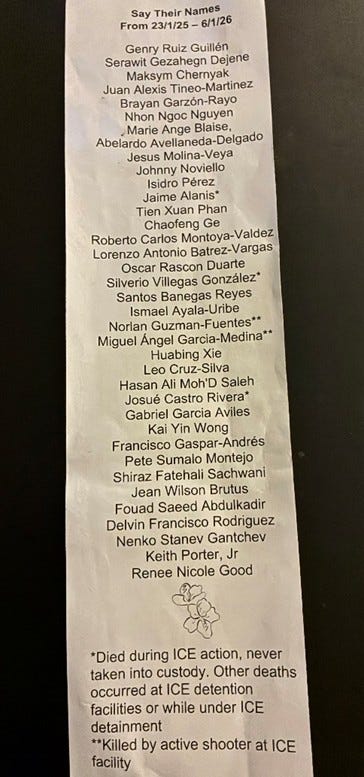 Say Their Names
From 23/1/25 – 6/1/26
Genry Ruiz Guillén
Serawit Gezahegn Dejene
Maksym Chernyak
Juan Alexis Tineo-Martinez
Brayan Garzón-Rayo
Nhon Ngoc Nguyen
Marie Ange Blaise,
Abelardo Avellaneda-Delgado
Jesus Molina-Veya
Johnny Noviello
Isidro Pérez
Jaime Alanis*
Tien Xuan Phan
Chaofeng Ge
Roberto Carlos Montoya-Valdez
Lorenzo Antonio Batrez-Vargas
Oscar Rascon Duarte
Silverio Villegas González*
Santos Banegas Reyes
Ismael Ayala-Uribe
Norlan Guzman-Fuentes**
Miguel Ángel Garcia-Medina**
Huabing Xie
Leo Cruz-Silva
Hasan Ali Moh'D Saleh
Josué Castro Rivera*
Gabriel Garcia Aviles
Kai Yin Wong
Francisco Gaspar-Andrés
Pete Sumalo Montejo
Shiraz Fatehali Sachwani
Jean Wilson Brutus
Fouad Saeed Abdulkadir
Delvin Francisco Rodriguez
Nenko Stanev Gantchev
Keith Porter, Jr
Renee Nicole Good
*Died during ICE action, never
taken into custody. Other deaths
occurred at ICE detention
facilities or while under ICE
detainment
**Killed by active shooter at ICE
facility